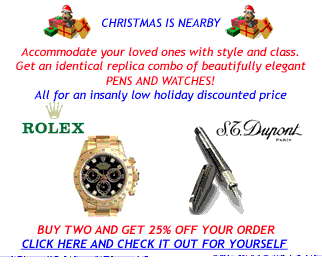 CHRISTMAS IS NEARBY
Accommodate your loved ones with style and class.
Get an identical replica combo of beautifully elegant
PENS AND WATCHES!
All for an insanly low holiday discounted price
ROLEX
S.T. Dupont
PARIS
BUY TWO AND GET 25% OFF YOUR ORDER
CLICK HERE AND CHECK IT OUT FOR YOURSELF